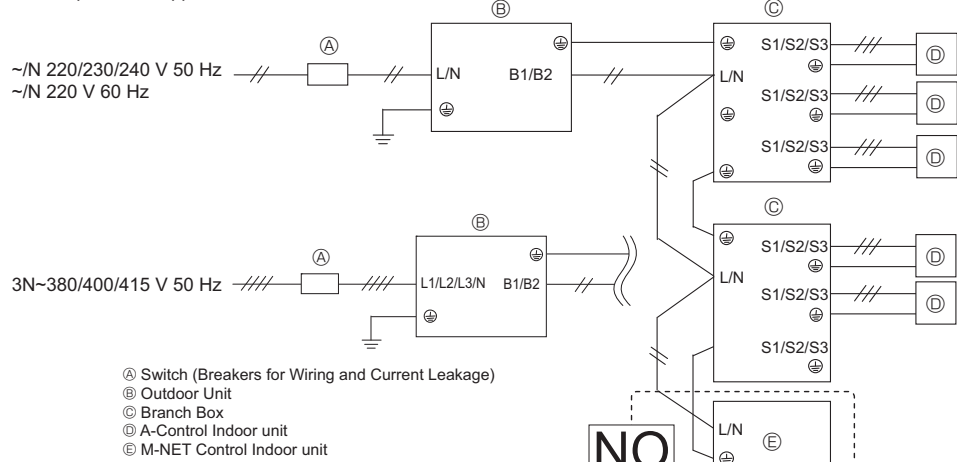 Ⓑ
Ⓒ
Ⓐ
S1/S2/S3
Ⓓ
~/N 220/230/240 V 50 Hz
L/N
B1/B2
L/N
~/N 220 V 60 Hz
S1/S2/S3
Ⓓ
S1/S2/S3
Ⓓ
Ⓒ
Ⓑ
Ⓐ
S1/S2/S3
Ⓓ
3N~380/400/415 V 50 Hz
L1/L2/L3/N
B1/B2
L/N
S1/S2/S3
Ⓓ
S1/S2/S3
Ⓐ Switch (Breakers for Wiring and Current Leakage)
Ⓑ Outdoor Unit
Ⓒ Branch Box
Ⓓ A-Control Indoor unit
Ⓔ M-NET Control Indoor unit
NO
L/N
Ⓔ